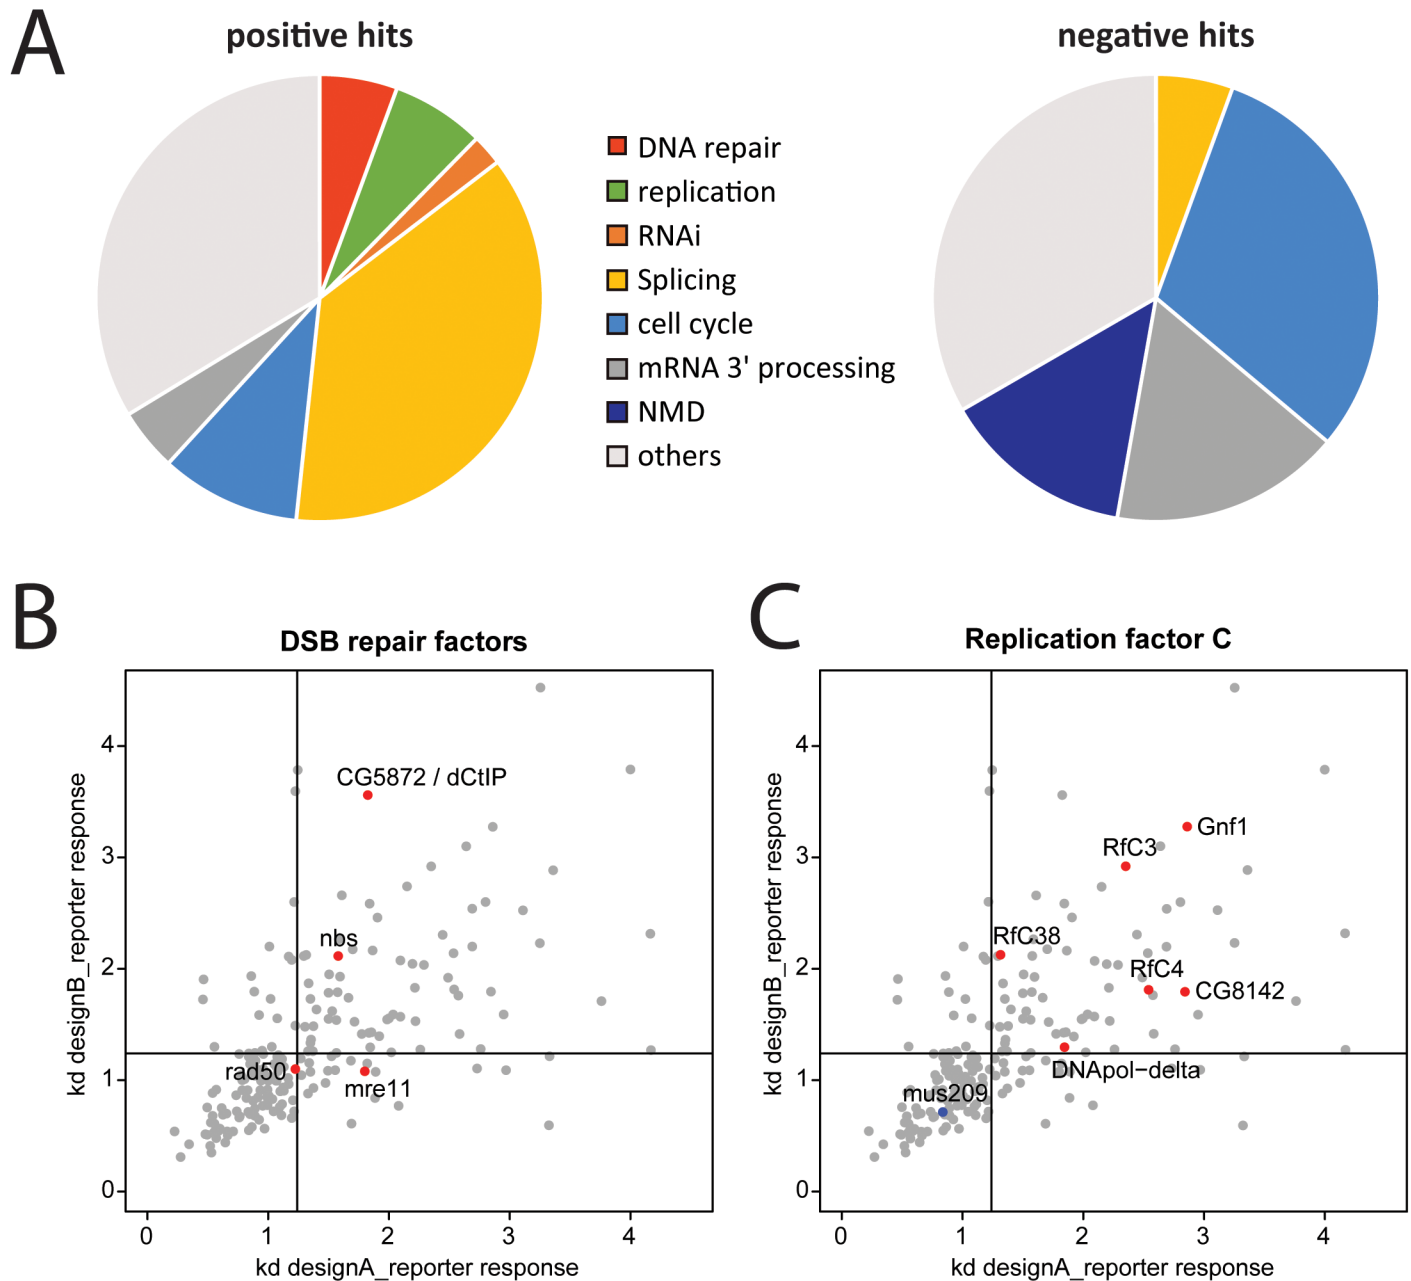 A
positive hits
negative hits
DNA repair
replication
RNAi
Splicing
cell cycle
mRNA 3' processing
NMD
others
B
DSB repair factors
kd designB_reporter response
4
3
2
1
0
CG5872 / dCtIP
nbs
rad50
mre11
0 1 2 3 4
kd designA_reporter response
C
Replication factor C
kd designB_reporter response
4
3
2
1
0
Gnf1
RfC3
RfC38
RfC4
CG8142
DNApol−delta
mus209
0 1 2 3 4
kd designA_reporter response